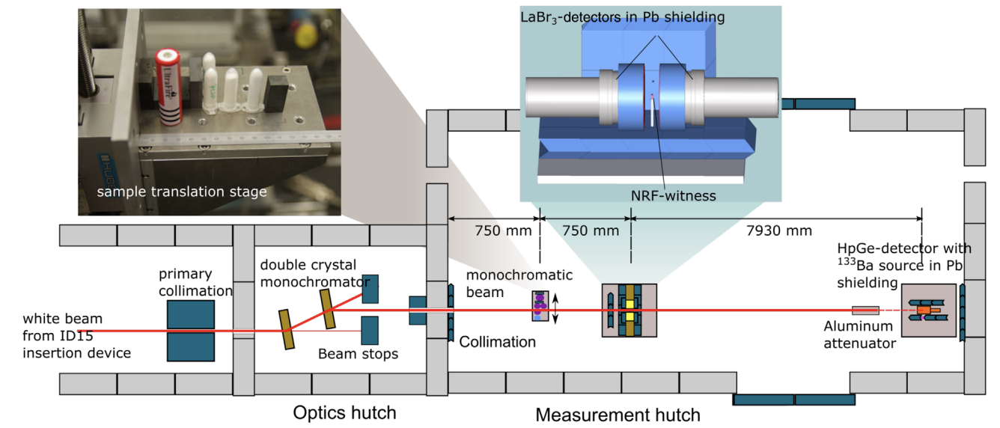 LaBr3-detectors in Pb shielding
UltraFire
sample translation stage
NRF-witness
750 mm
750 mm
7930 mm
HpGe-detector with
133Ba source in Pb
shielding
double crystal
monochromator
primary
collimation
monochromatic
beam
white beam
from ID15
insertion device
Beam stops
Collimation
Aluminum
attenuator
Optics hutch
Measurement hutch